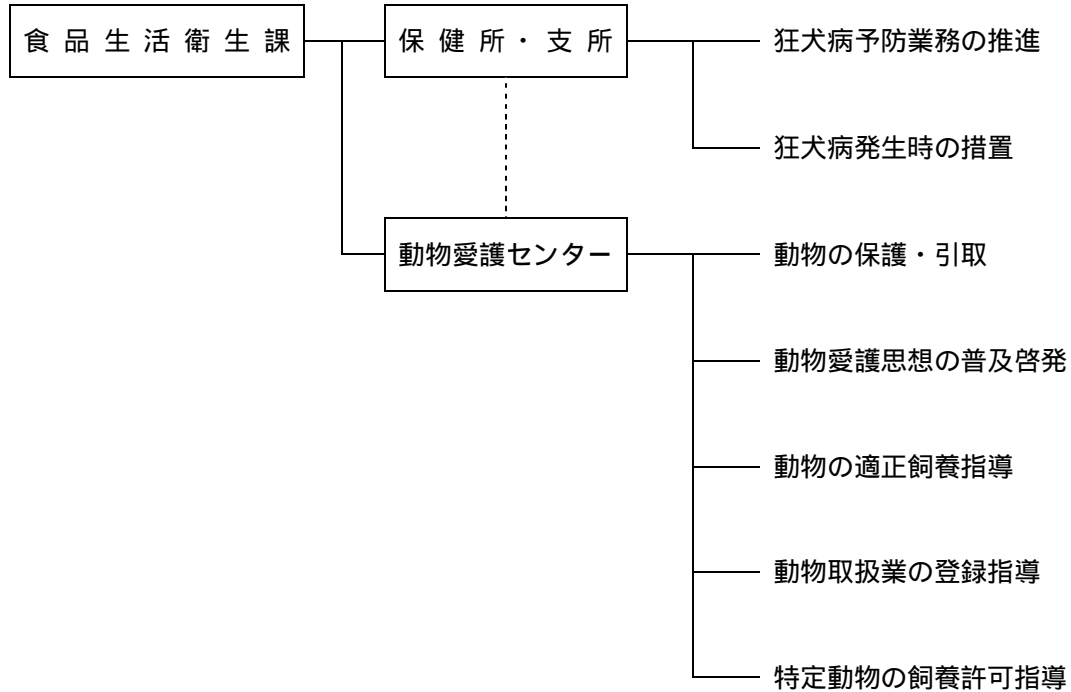 食品生活衛生課
保健所・支所
狂犬病予防業務の推進
狂犬病発生時の措置
動物愛護センター
動物の保護・引取
動物愛護思想の普及啓発
動物の適正飼養指導
動物取扱業の登録指導
特定動物の飼養許可指導